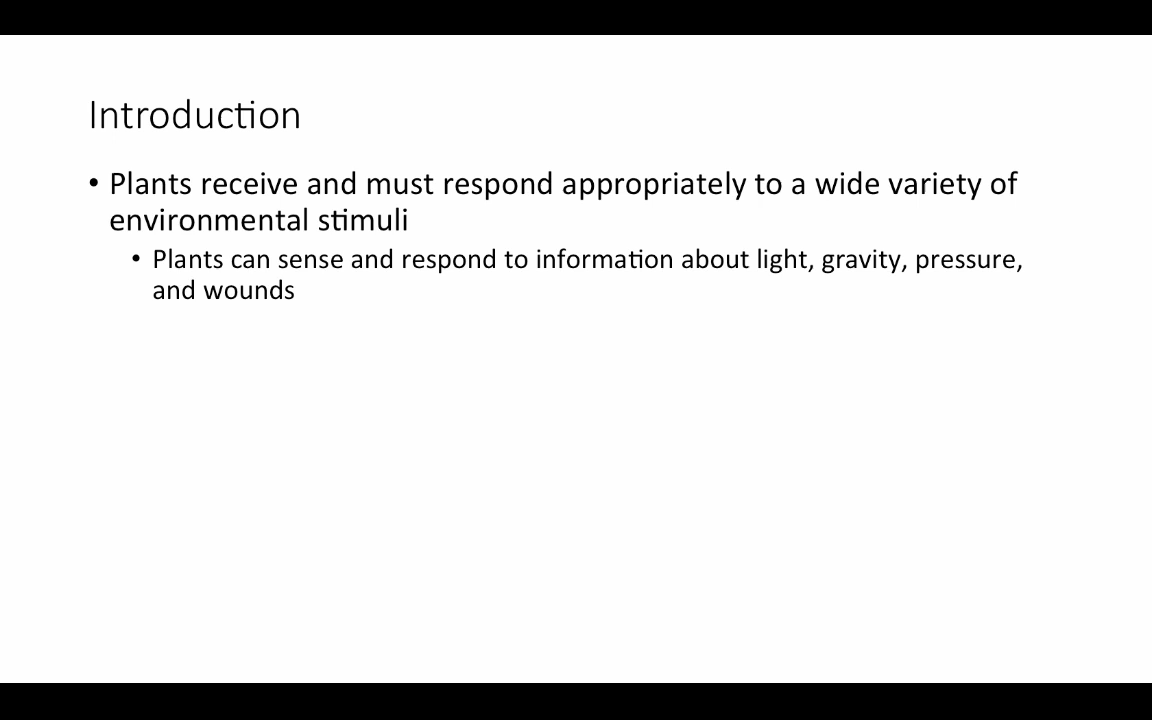 Introduction
• Plants receive and must respond appropriately to a wide variety of
environmental stimuli
• Plants can sense and respond to information about light, gravity, pressure,
and wounds